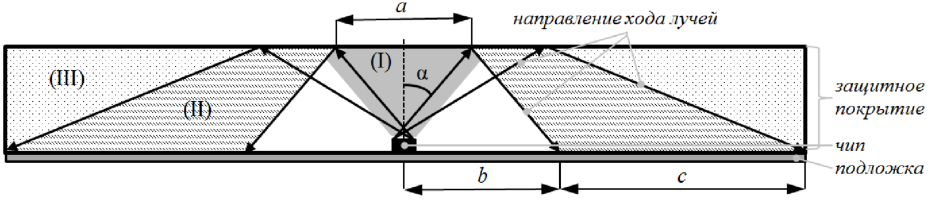 a
направление хода лучей
(I)
α
(III)
(II)
защитное
покрытие
чип
подложка
b
c